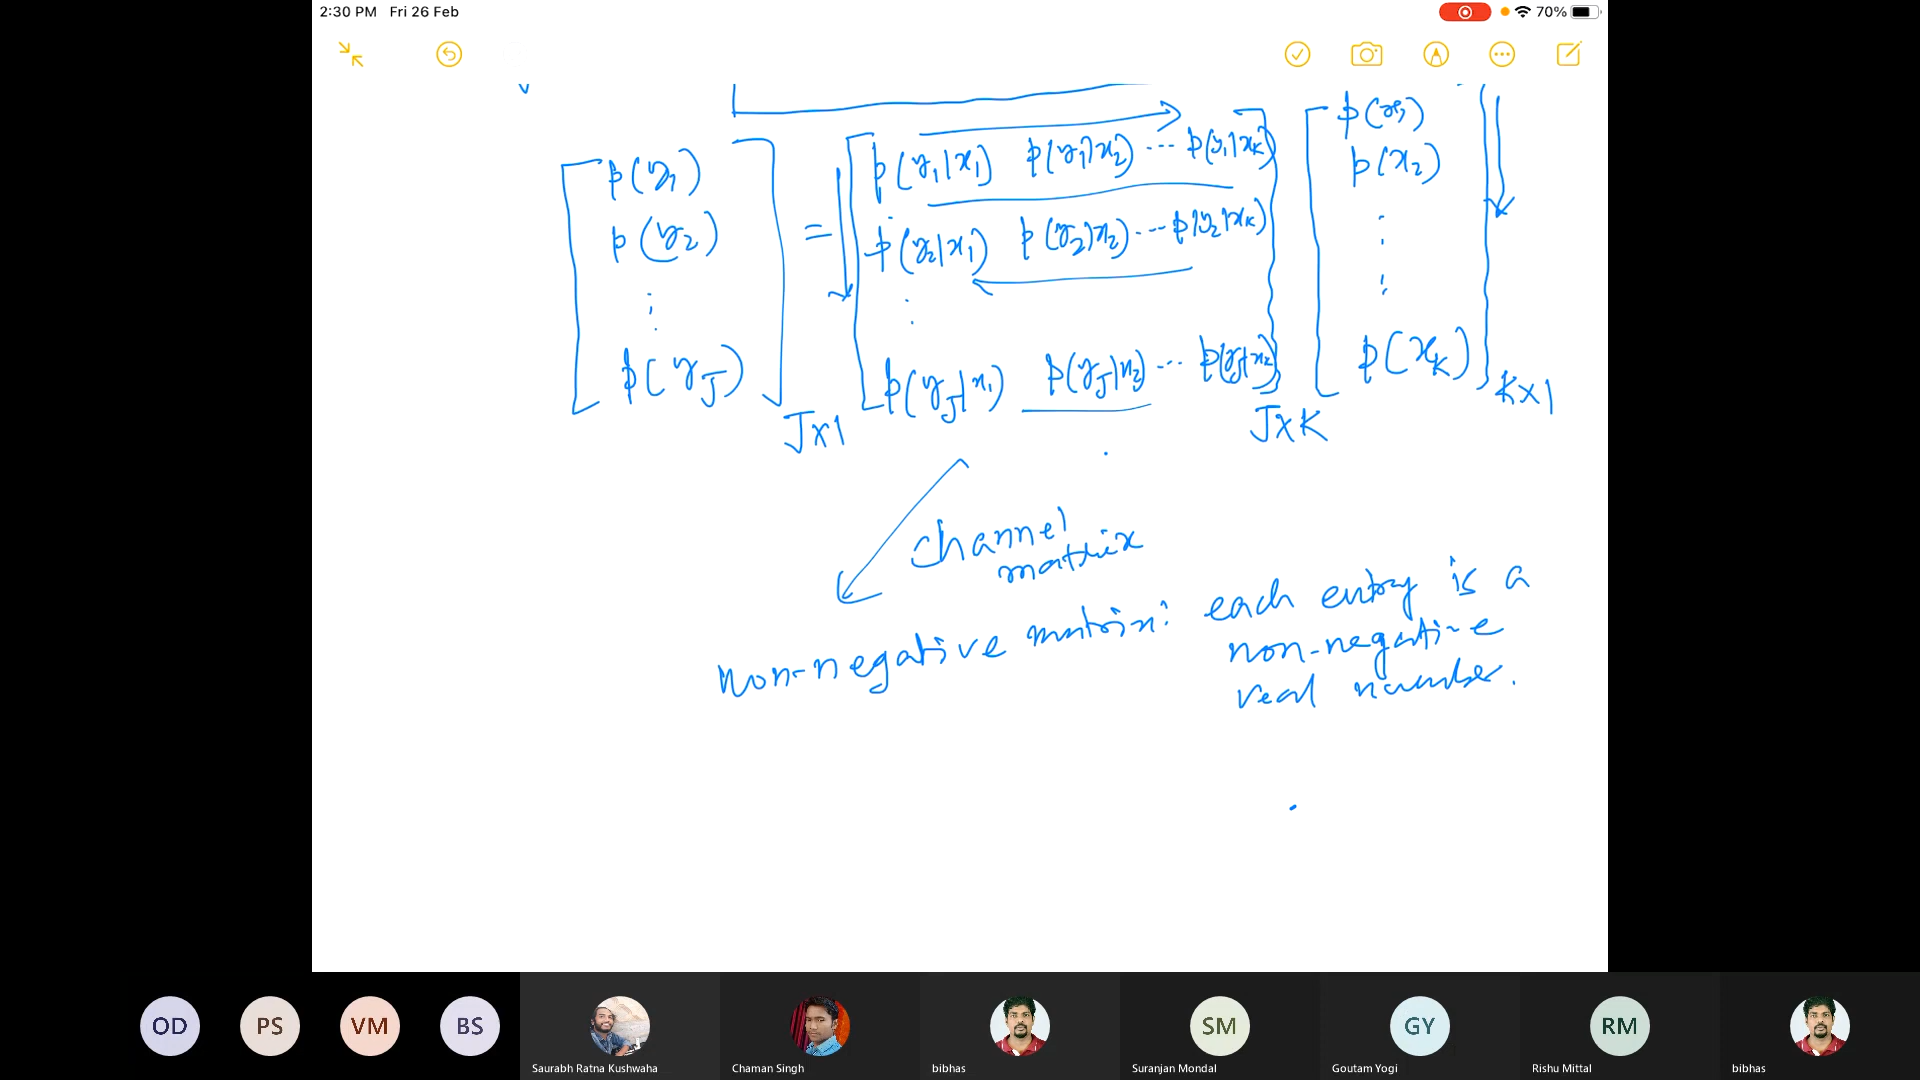 2:30 PM Fri 26 Feb
70%
p(y1)
p(y2)
⋮
p(yJ)
J×1
=
p(y1|x1) p(y1|x2) ... p(y1|xK)
p(y2|x1) p(y2|x2) ... p(y2|xK)
⋮
p(yJ|x1) p(yJ|x2) ... p(yJ|xK)
J×K
p(x1)
p(x2)
⋮
p(xK)
K×1
channel
matrix
non-negative matrix: each entry is a
non-negative
real number.
OD PS VM BS SM GY RM
Saurabh Ratna Kushwaha Chaman Singh bibhas Suranjan Mondal Goutam Yogi Rishu Mittal bibhas